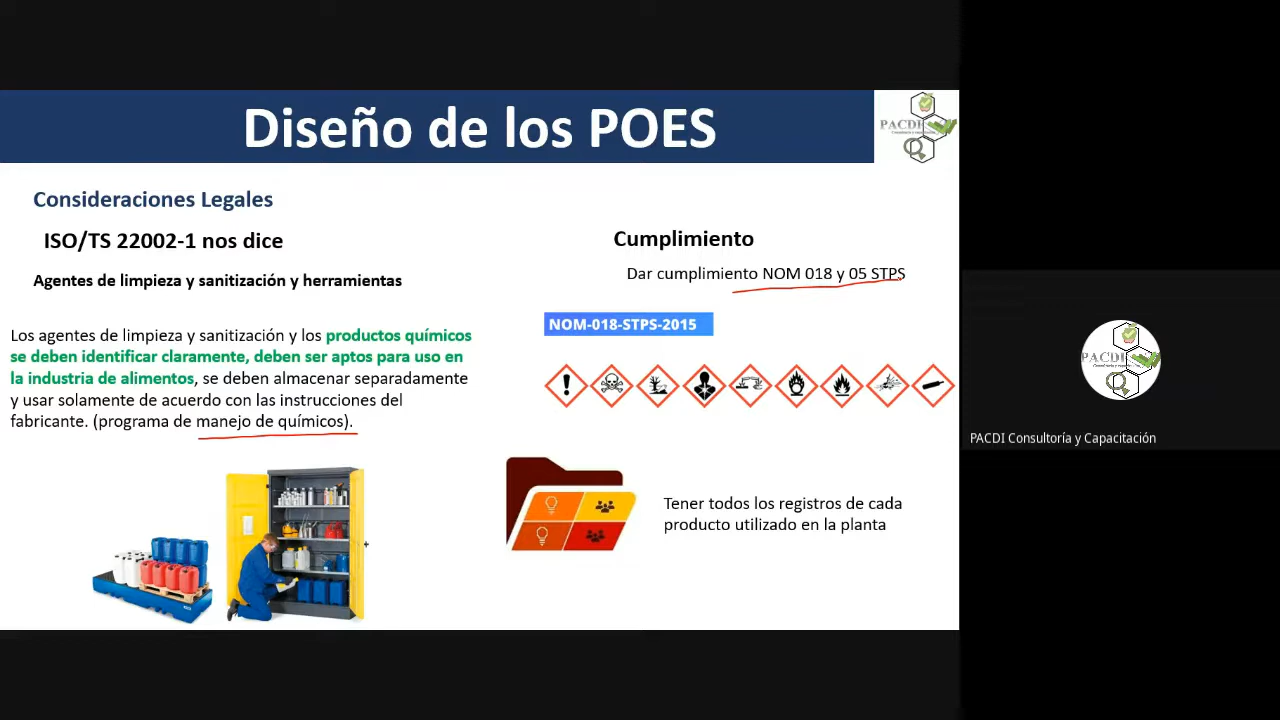 Diseño de los POES
PACDI
Consideraciones Legales
ISO/TS 22002-1 nos dice
Agentes de limpieza y sanitización y herramientas
Los agentes de limpieza y sanitización y los productos químicos
se deben identificar claramente, deben ser aptos para uso en
la industria de alimentos, se deben almacenar separadamente
y usar solamente de acuerdo con las instrucciones del
fabricante. (programa de manejo de químicos).
Cumplimiento
Dar cumplimiento NOM 018 y 05 STPS
NOM-018-STPS-2015
Tener todos los registros de cada
producto utilizado en la planta
PACDI
PACDI Consultoría y Capacitación